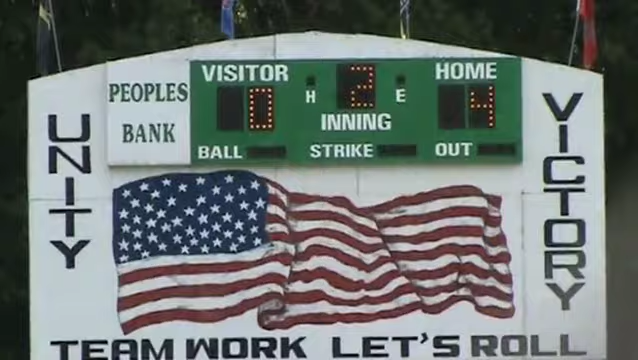 PEOPLES
BANK
VISITOR
HOME
0
H
2
E
4
INNING
BALL
STRIKE
OUT
UNITY
VICTORY
TEAM WORK LET'S ROLL